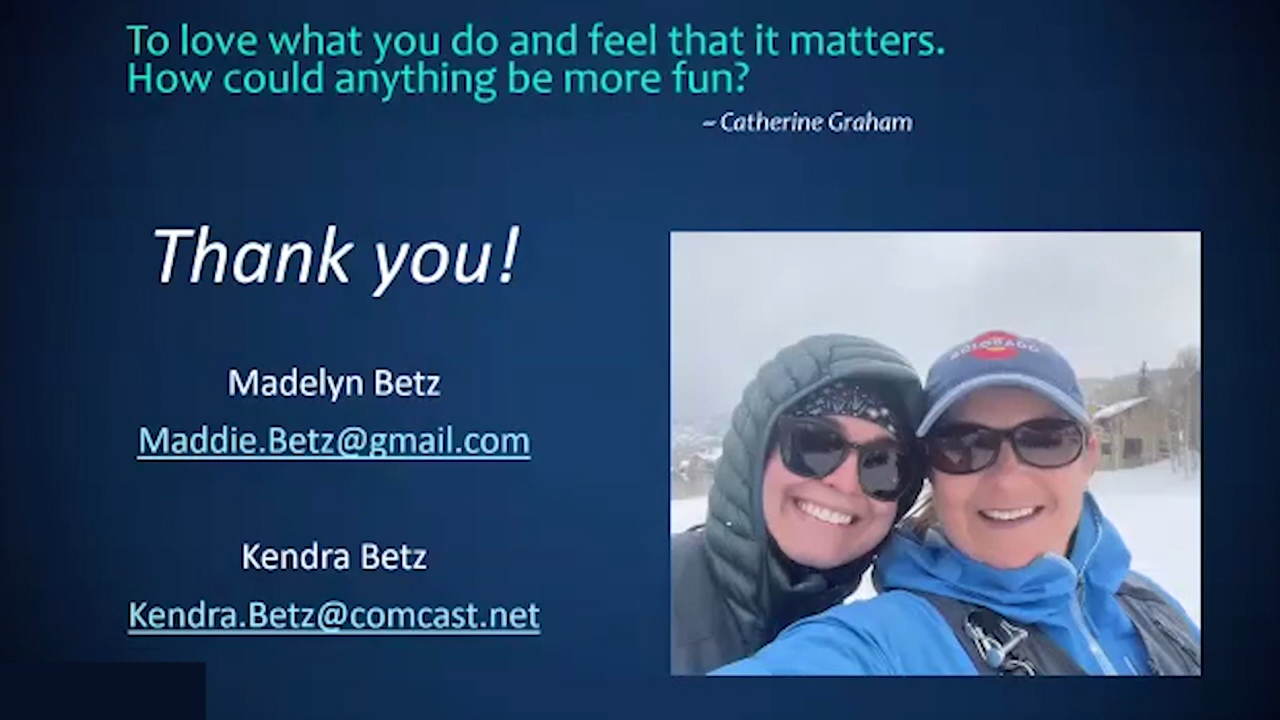 To love what you do and feel that it matters.
How could anything be more fun?
~ Catherine Graham
Thank you!
Madelyn Betz
Maddie.Betz@gmail.com
Kendra Betz
Kendra.Betz@comcast.net
COLORADO